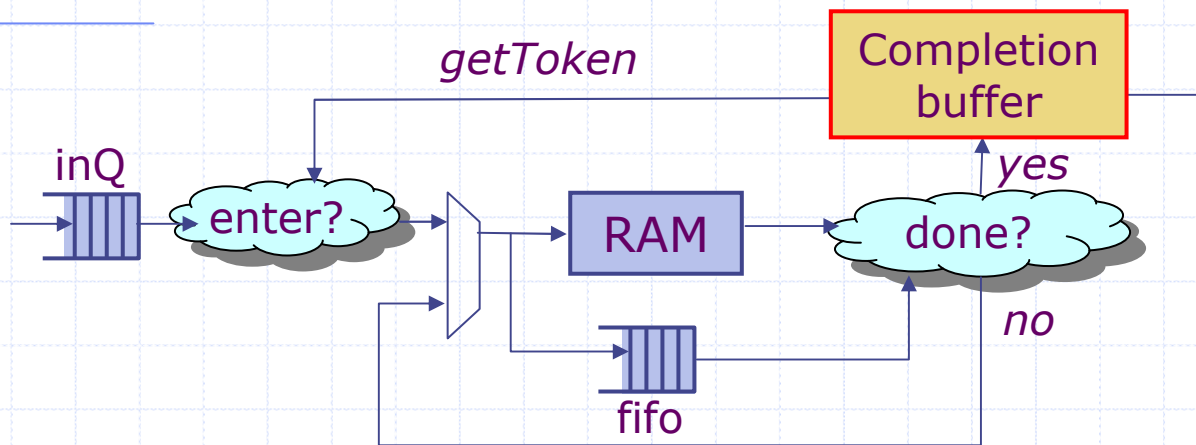 getToken
Completion
buffer
inQ
enter?
RAM
yes
done?
no
fifo